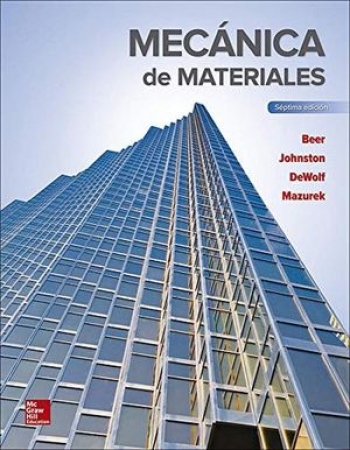 MECÁNICA
de MATERIALES
Séptima edición
Beer
Johnston
DeWolf
Mazurek
Mc
Graw
Hill
Education